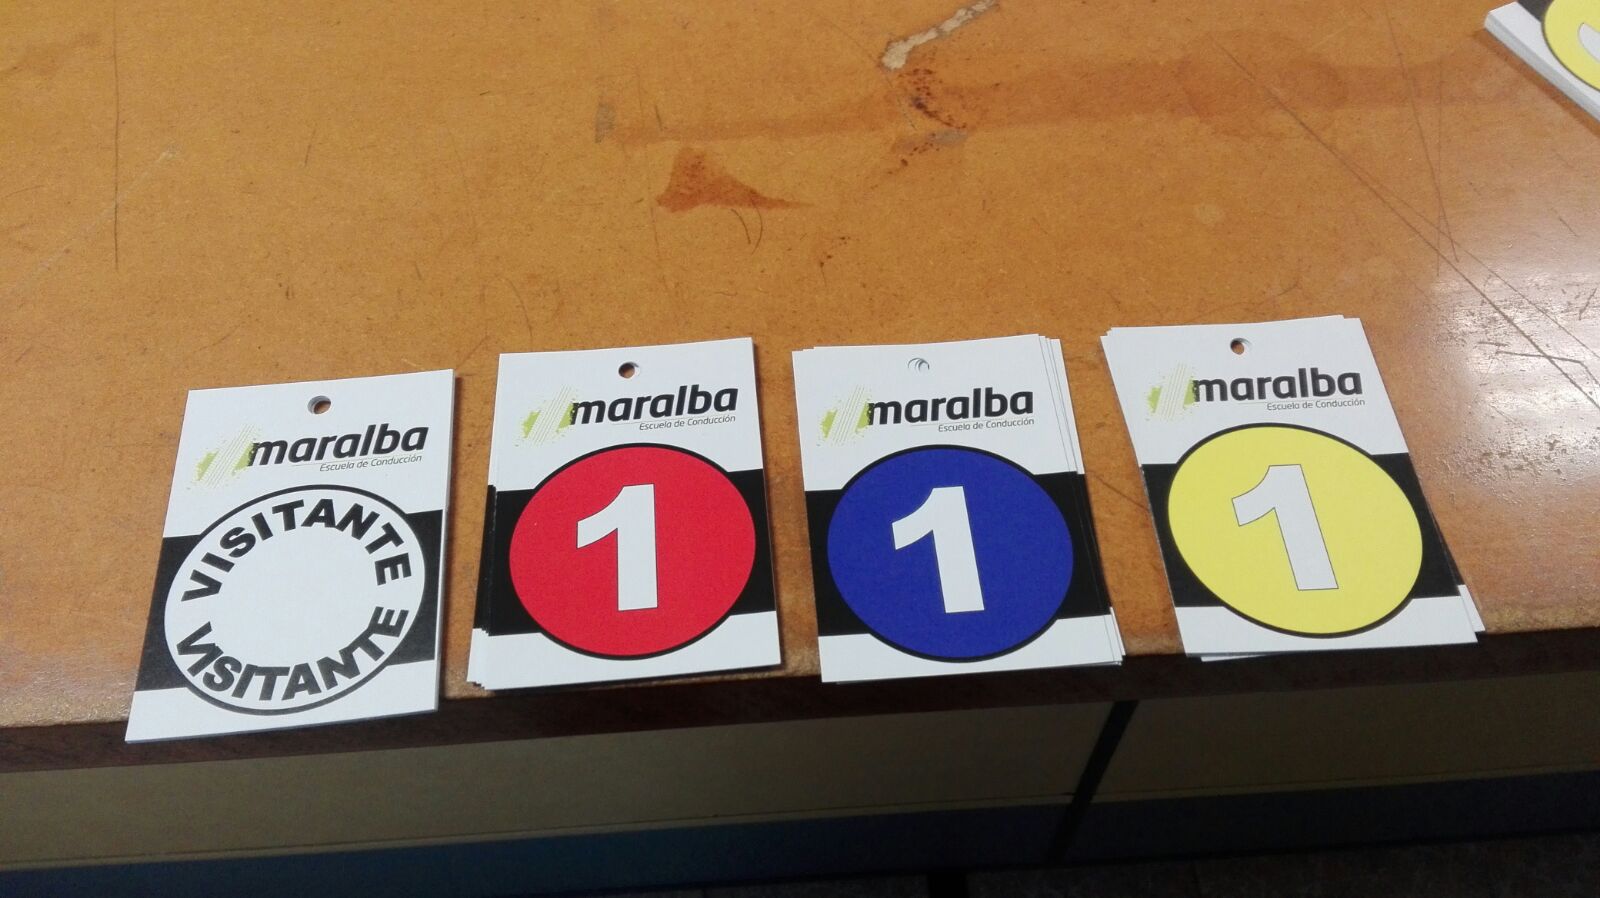 maralba
Escuela de Conducción
VISITANTE
VISITANTE
maralba
Escuela de Conducción
1
maralba
Escuela de Conducción
1
maralba
Escuela de Conducción
1